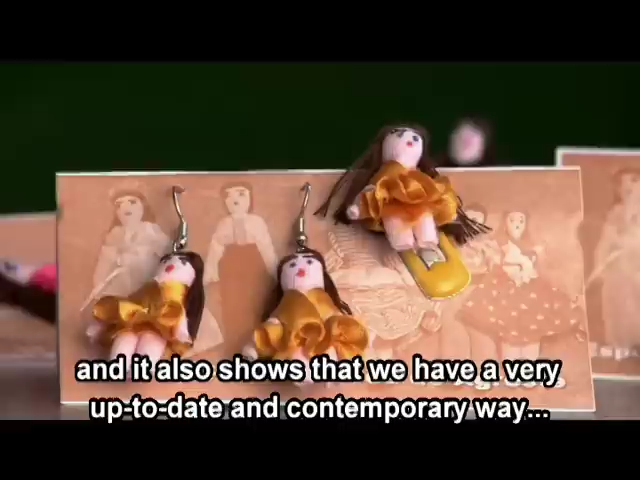 and it also shows that we have a very
up-to-date and contemporary way...